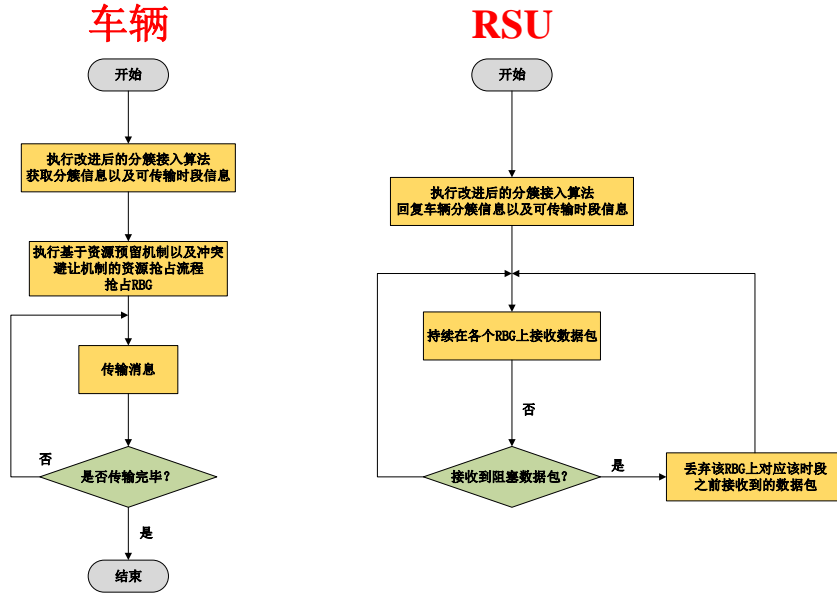 车辆
开始
执行改进后的分簇接入算法
获取分簇信息以及可传输时段信息
执行基于资源预留机制以及冲突
避让机制的资源抢占流程
抢占RBG
传输消息
否
是否传输完毕?
是
结束
RSU
开始
执行改进后的分簇接入算法
回复车辆分簇信息以及可传输时段信息
持续在各个RBG上接收数据包
否
接收到阻塞数据包?
是
丢弃该RBG上对应该时段
之前接收到的数据包